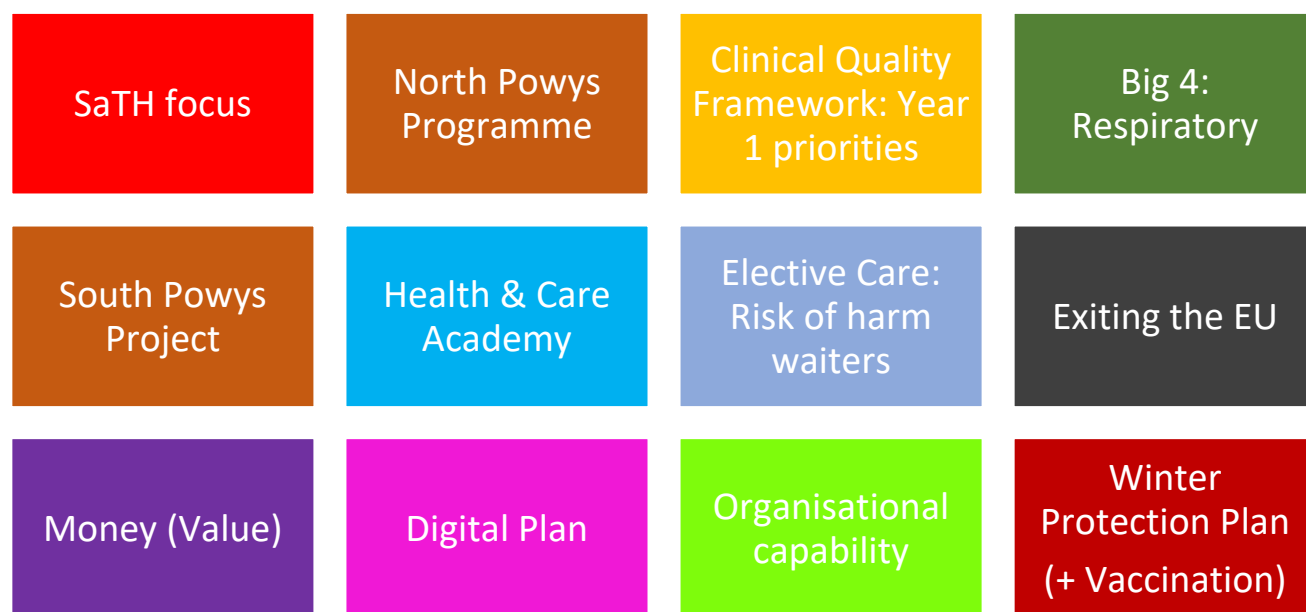 SaTH focus
North Powys
Programme
Clinical Quality
Framework: Year
1 priorities
Big 4:
Respiratory
South Powys
Project
Health & Care
Academy
Elective Care:
Risk of harm
waiters
Exiting the EU
Money (Value)
Digital Plan
Organisational
capability
Winter
Protection Plan
(+ Vaccination)